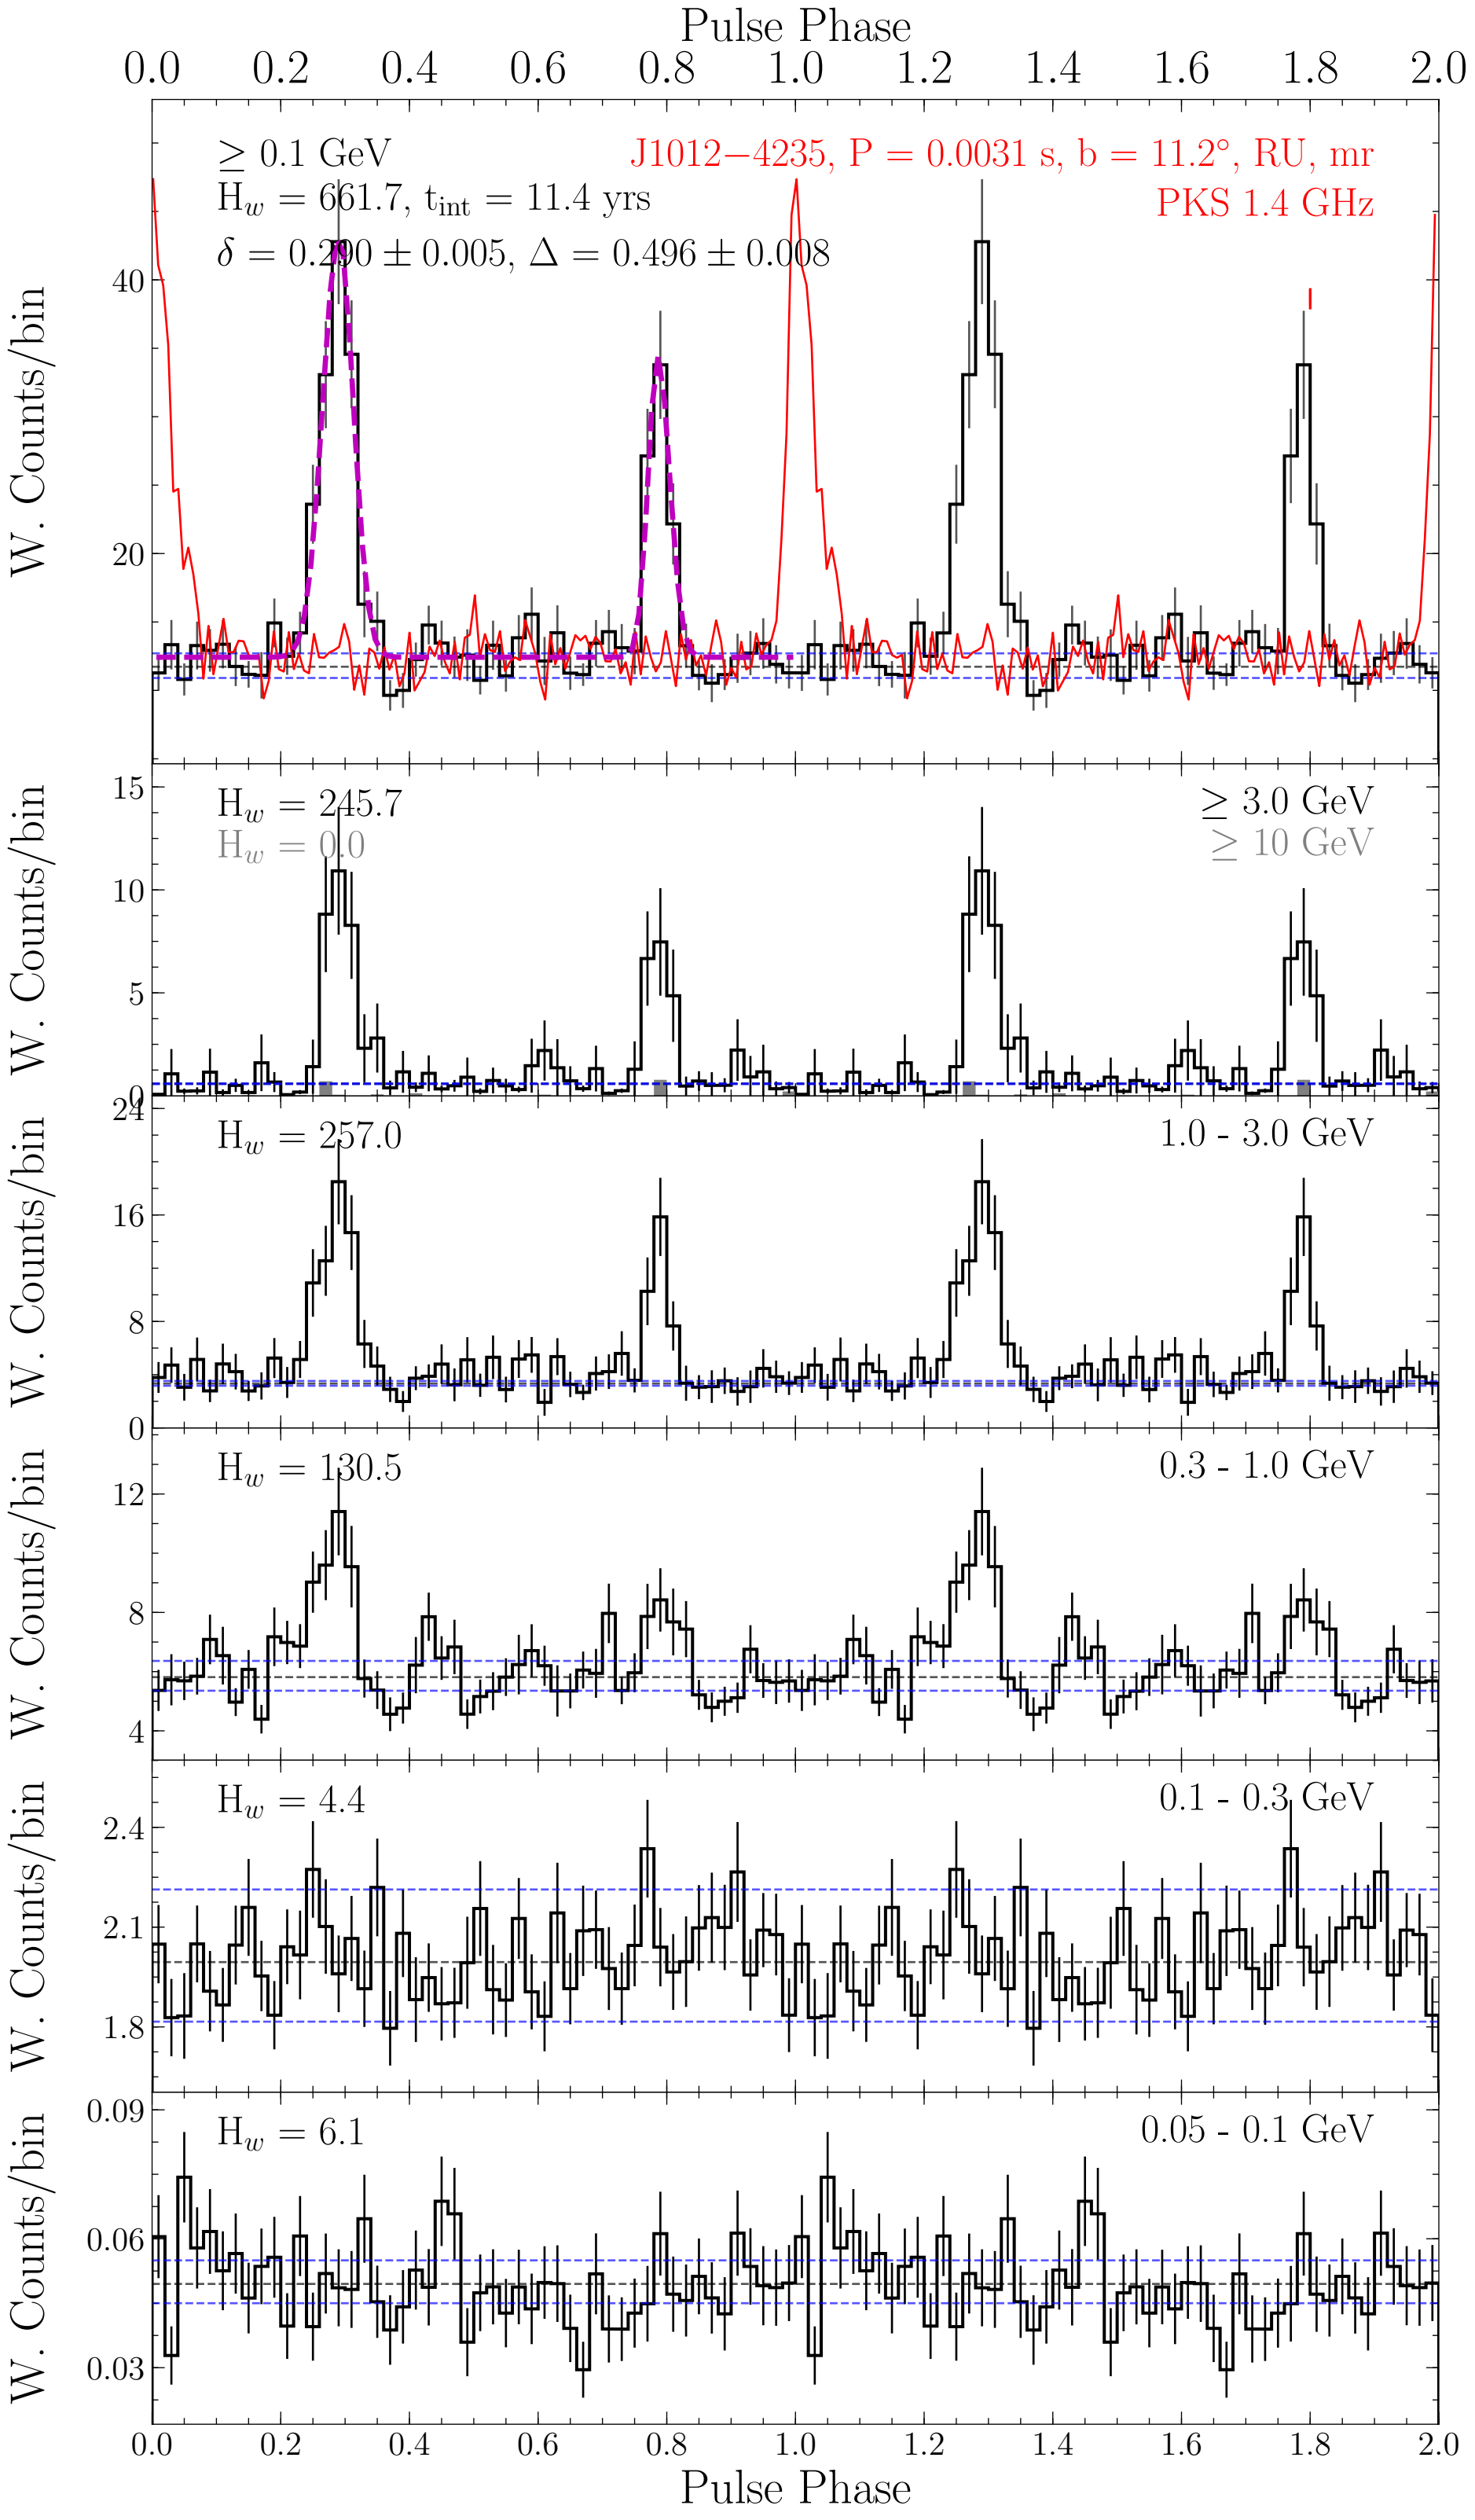 Pulse Phase
0.0 0.2 0.4 0.6 0.8 1.0 1.2 1.4 1.6 1.8 2.0
≥ 0.1 GeV
J1012−4235, P = 0.0031 s, b = 11.2°, RU, mr
H_w = 661.7, t_int = 11.4 yrs
PKS 1.4 GHz
δ = 0.290 ± 0.005, Δ = 0.496 ± 0.008
40
20
W. Counts/bin
15
10
5
0
W. Counts/bin
H_w = 245.7
≥ 3.0 GeV
H_w = 0.0
≥ 10 GeV
24
16
8
0
W. Counts/bin
H_w = 257.0
1.0 - 3.0 GeV
12
8
4
W. Counts/bin
H_w = 130.5
0.3 - 1.0 GeV
2.4
2.1
1.8
W. Counts/bin
H_w = 4.4
0.1 - 0.3 GeV
0.09
0.06
0.03
W. Counts/bin
H_w = 6.1
0.05 - 0.1 GeV
0.0 0.2 0.4 0.6 0.8 1.0 1.2 1.4 1.6 1.8 2.0
Pulse Phase